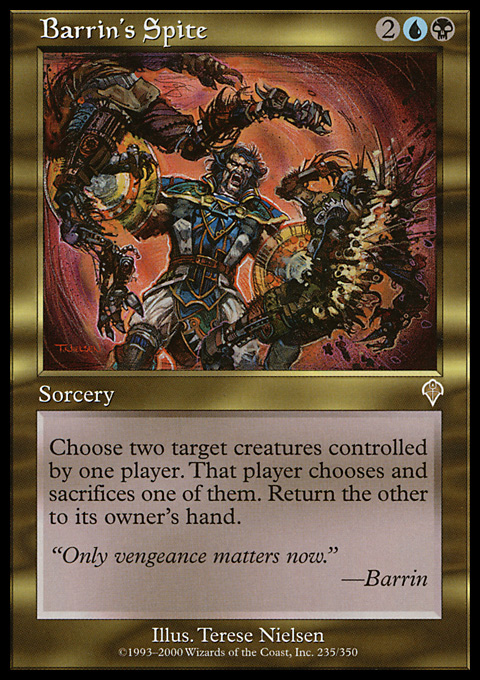 Barrin's Spite 2
T.NIELSEN
Sorcery
Choose two target creatures controlled
by one player. That player chooses and
sacrifices one of them. Return the other
to its owner's hand.
“Only vengeance matters now.”
—Barrin
Illus. Terese Nielsen
©1993–2000 Wizards of the Coast, Inc. 235/350